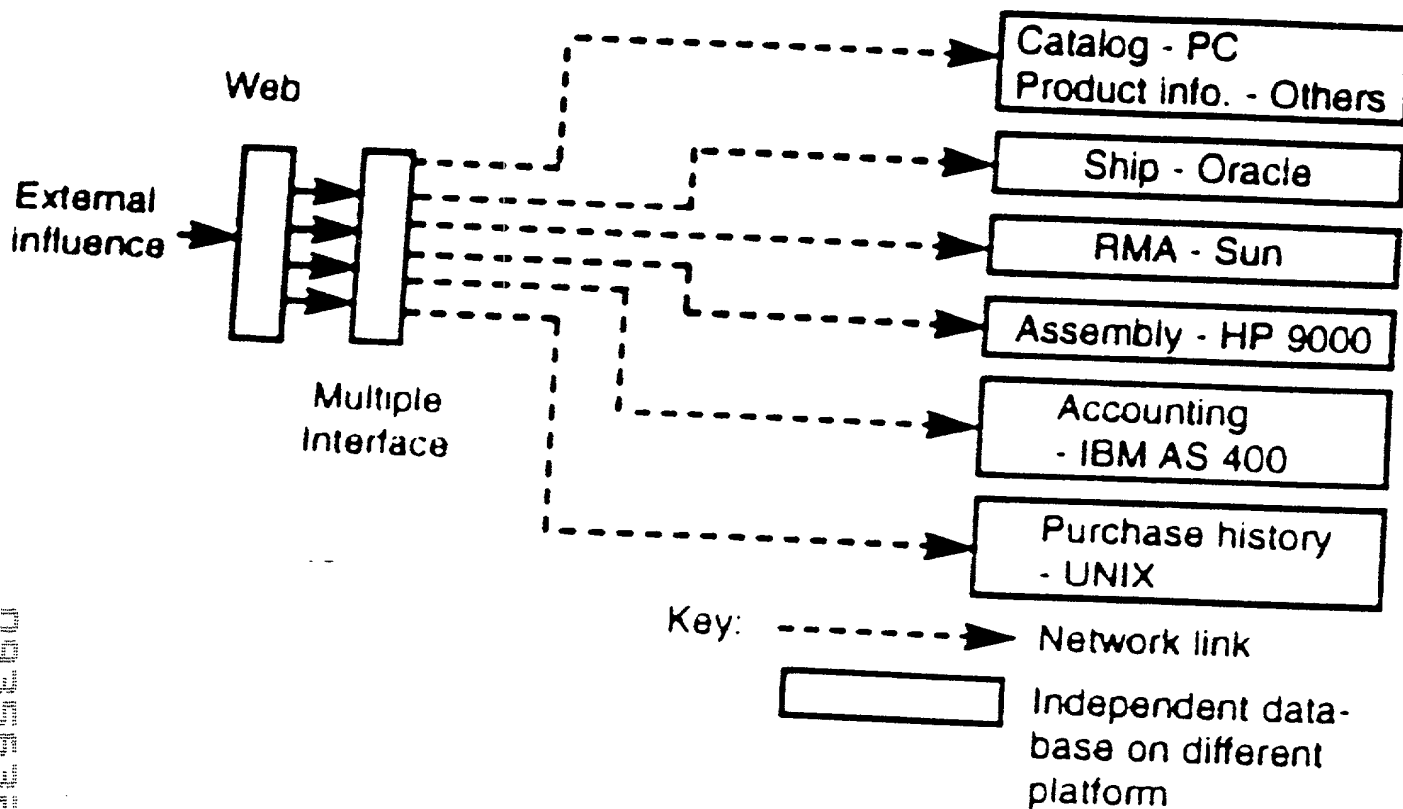 Web
External
influence
Multiple
Interface
Catalog - PC
Product info. - Others
Ship - Oracle
RMA - Sun
Assembly - HP 9000
Accounting
- IBM AS 400
Purchase history
- UNIX
Key:
Network link
Independent data-
base on different
platform